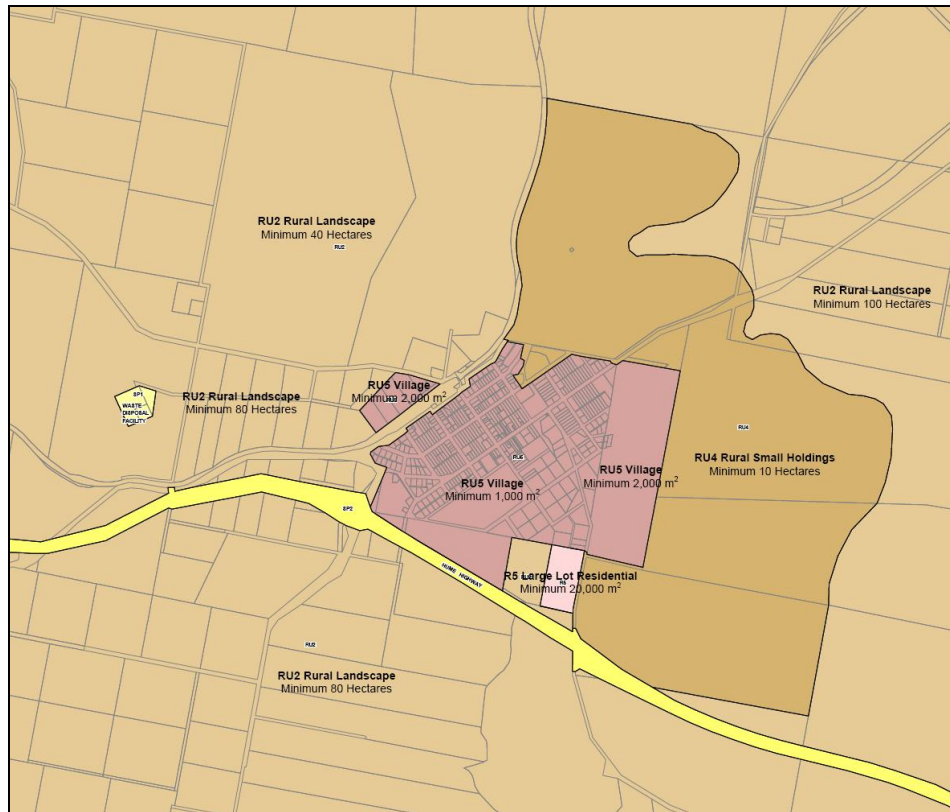 RU2 Rural Landscape
Minimum 40 Hectares
RU2
RU2 Rural Landscape
Minimum 100 Hectares
RU5 Village
Minimum 2,000 m²
SP1
WASTE
DISPOSAL
FACILITY
RU2 Rural Landscape
Minimum 80 Hectares
RU4
RU4 Rural Small Holdings
Minimum 10 Hectares
RU5
RU5 Village
Minimum 1,000 m²
RU5 Village
Minimum 2,000 m²
SP2
HUME HIGHWAY
R5 Large Lot Residential
R5
Minimum 20,000 m²
RU2
RU2 Rural Landscape
Minimum 80 Hectares